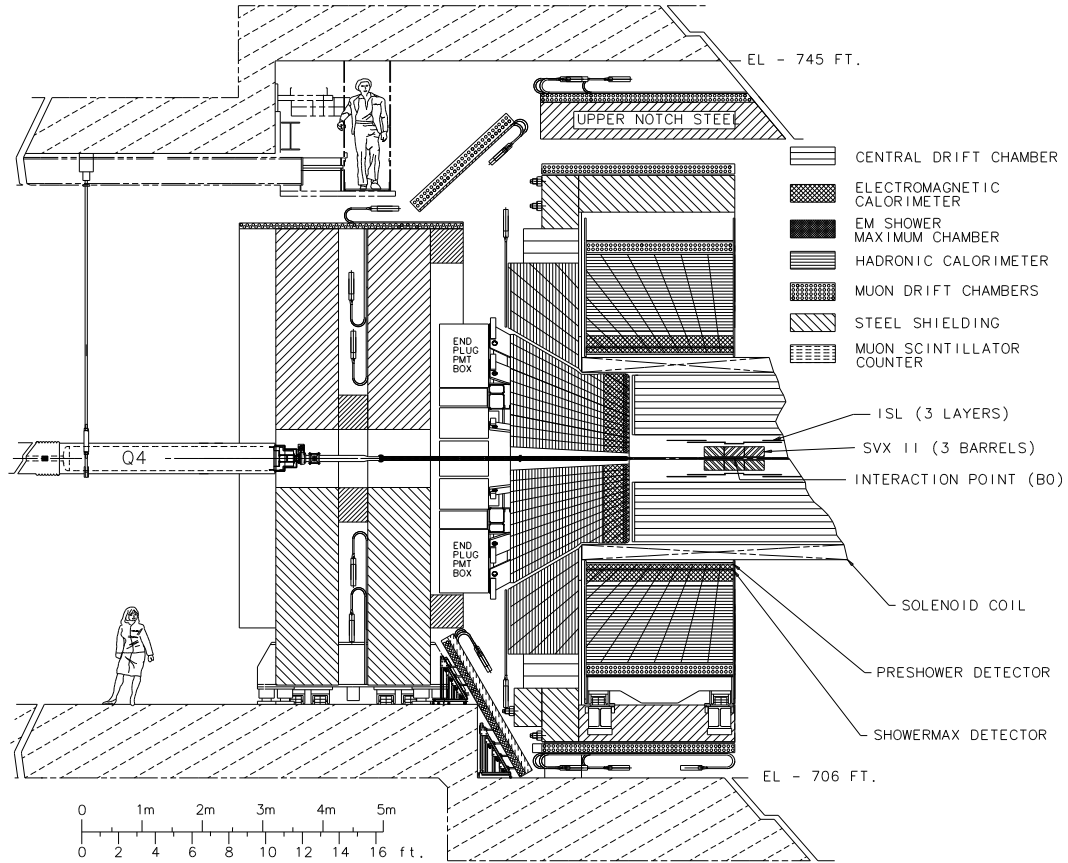 EL - 745 FT.
UPPER NOTCH STEEL
CENTRAL DRIFT CHAMBER
ELECTROMAGNETIC
CALORIMETER
EM SHOWER
MAXIMUM CHAMBER
HADRONIC CALORIMETER
MUON DRIFT CHAMBERS
STEEL SHIELDING
MUON SCINTILLATOR
COUNTER
END
PLUG
PMT
BOX
ISL (3 LAYERS)
SVX II (3 BARRELS)
INTERACTION POINT (B0)
Q4
END
PLUG
PMT
BOX
SOLENOID COIL
PRESHOWER DETECTOR
SHOWERMAX DETECTOR
EL - 706 FT.
0 1m 2m 3m 4m 5m
0 2 4 6 8 10 12 14 16 ft.